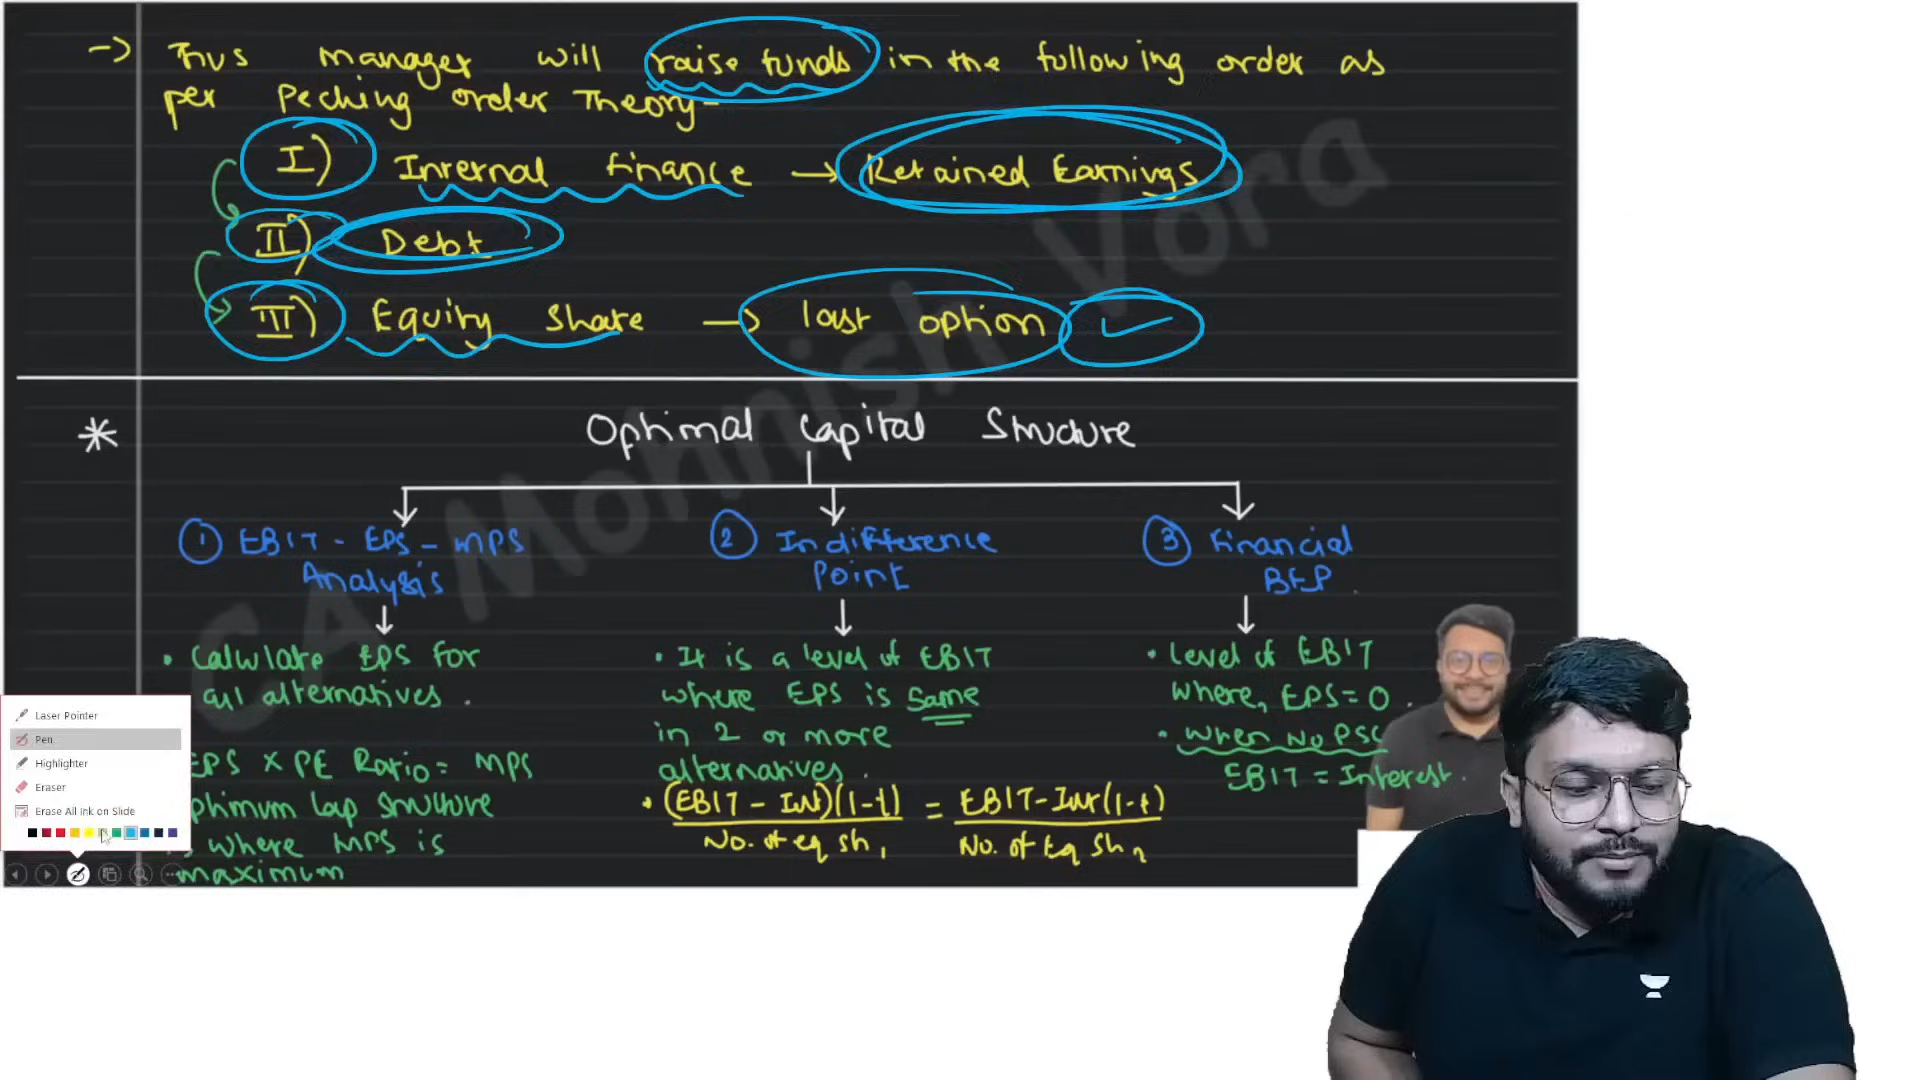 → Thus manager will raise funds in the following order as
per Pecking order Theory-
I) Internal finance → Retained Earnings
II) Debt
III) Equity Share → last option
* Optimal Capital Structure
① EBIT - EPS - MPS
Analysis
• Calculate EPS for
all alternatives.
EPS X PE Ratio = MPS
optimum Cap structure
is where MPS is
maximum
② Indifference
Point
• It is a level of EBIT
where EPS is same
in 2 or more
alternatives.
• (EBIT - Int)(1-t) = EBIT-Int(1-t)
No. of eq sh₁ No. of Eq Sh₂
③ Financial
BEP.
• Level of EBIT
where, EPS=0.
• When No PSC
EBIT = Interest.
CA Mohnish Vora
Laser Pointer
Pen
Highlighter
Eraser
Erase All Ink on Slide